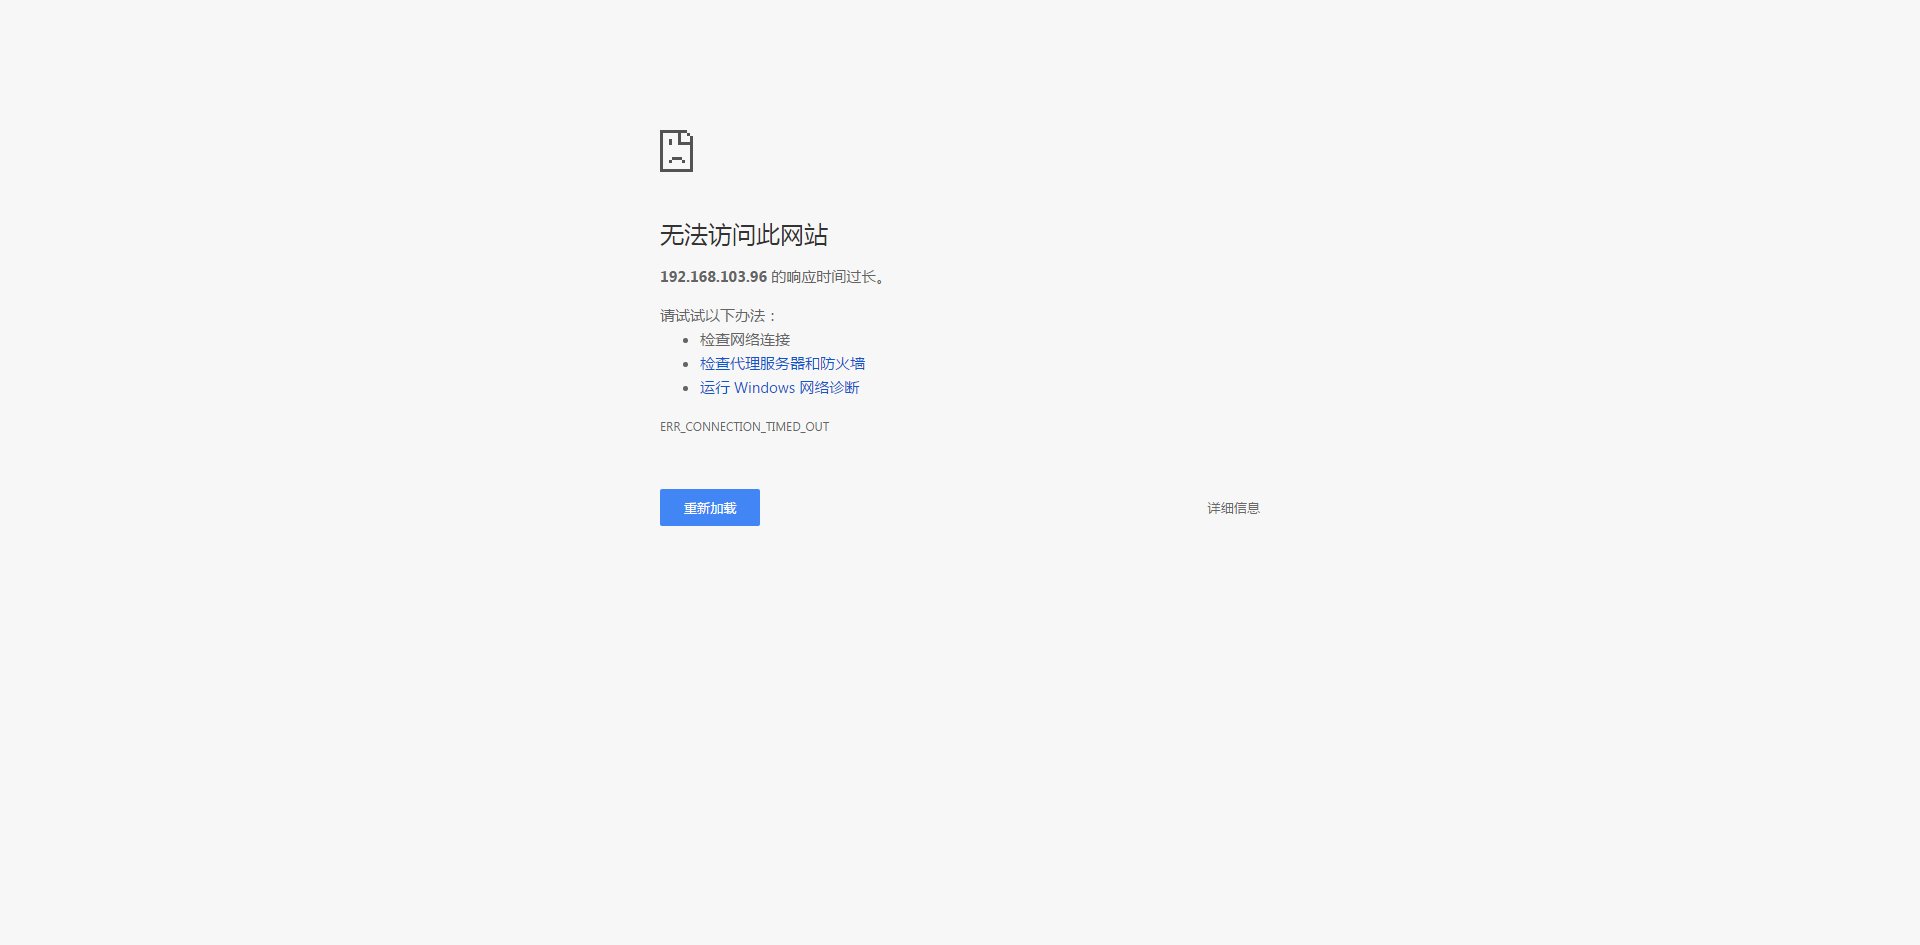 无法访问此网站
192.168.103.96 的响应时间过长。
请试试以下办法：
检查网络连接
检查代理服务器和防火墙
运行 Windows 网络诊断
ERR_CONNECTION_TIMED_OUT
重新加载
详细信息